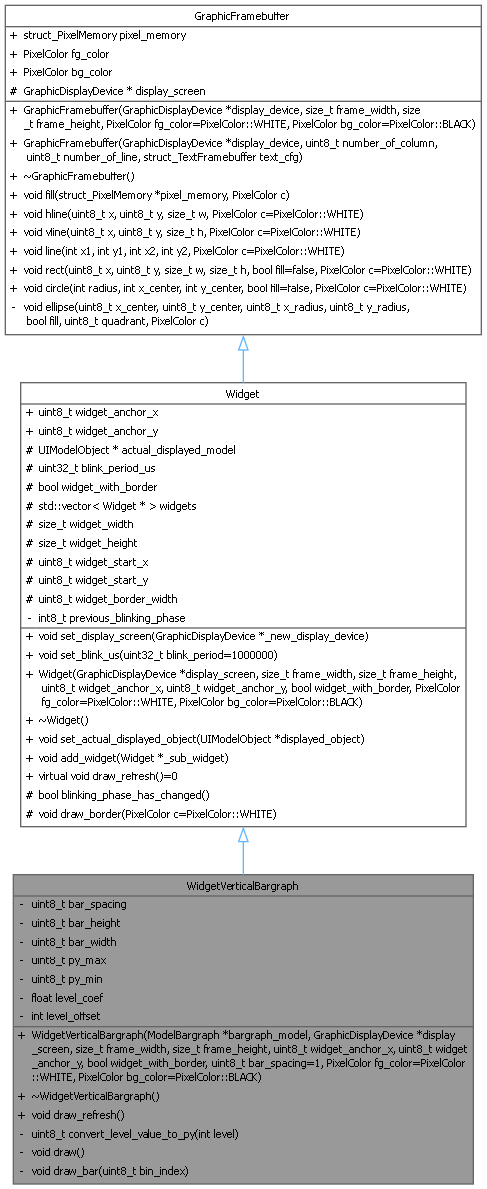 GraphicFramebuffer
+ struct_PixelMemory pixel_memory
+ PixelColor fg_color
+ PixelColor bg_color
# GraphicDisplayDevice * display_screen
+ GraphicFramebuffer(GraphicDisplayDevice *display_device, size_t frame_width, size
_t frame_height, PixelColor fg_color=PixelColor::WHITE, PixelColor bg_color=PixelColor::BLACK)
+ GraphicFramebuffer(GraphicDisplayDevice *display_device, uint8_t number_of_column,
uint8_t number_of_line, struct_TextFramebuffer text_cfg)
+ ~GraphicFramebuffer()
+ void fill(struct_PixelMemory *pixel_memory, PixelColor c)
+ void hline(uint8_t x, uint8_t y, size_t w, PixelColor c=PixelColor::WHITE)
+ void vline(uint8_t x, uint8_t y, size_t h, PixelColor c=PixelColor::WHITE)
+ void line(int x1, int y1, int x2, int y2, PixelColor c=PixelColor::WHITE)
+ void rect(uint8_t x, uint8_t y, size_t w, size_t h, bool fill=false, PixelColor c=PixelColor::WHITE)
+ void circle(int radius, int x_center, int y_center, bool fill=false, PixelColor c=PixelColor::WHITE)
- void ellipse(uint8_t x_center, uint8_t y_center, uint8_t x_radius, uint8_t y_radius,
bool fill, uint8_t quadrant, PixelColor c)
Widget
+ uint8_t widget_anchor_x
+ uint8_t widget_anchor_y
# UIModelObject * actual_displayed_model
# uint32_t blink_period_us
# bool widget_with_border
# std::vector< Widget * > widgets
# size_t widget_width
# size_t widget_height
# uint8_t widget_start_x
# uint8_t widget_start_y
# uint8_t widget_border_width
- int8_t previous_blinking_phase
+ void set_display_screen(GraphicDisplayDevice *_new_display_device)
+ void set_blink_us(uint32_t blink_period=1000000)
+ Widget(GraphicDisplayDevice *display_screen, size_t frame_width, size_t frame_height,
uint8_t widget_anchor_x, uint8_t widget_anchor_y, bool widget_with_border, PixelColor
fg_color=PixelColor::WHITE, PixelColor bg_color=PixelColor::BLACK)
+ ~Widget()
+ void set_actual_displayed_object(UIModelObject *displayed_object)
+ void add_widget(Widget *_sub_widget)
+ virtual void draw_refresh()=0
# bool blinking_phase_has_changed()
# void draw_border(PixelColor c=PixelColor::WHITE)
WidgetVerticalBargraph
- uint8_t bar_spacing
- uint8_t bar_height
- uint8_t bar_width
- uint8_t py_max
- uint8_t py_min
- float level_coef
- int level_offset
+ WidgetVerticalBargraph(ModelBargraph *bargraph_model, GraphicDisplayDevice *display
_screen, size_t frame_width, size_t frame_height, uint8_t widget_anchor_x, uint8_t widget
_anchor_y, bool widget_with_border, uint8_t bar_spacing=1, PixelColor fg_color=PixelColor
::WHITE, PixelColor bg_color=PixelColor::BLACK)
+ ~WidgetVerticalBargraph()
+ void draw_refresh()
- uint8_t convert_level_value_to_py(int level)
- void draw()
- void draw_bar(uint8_t bin_index)